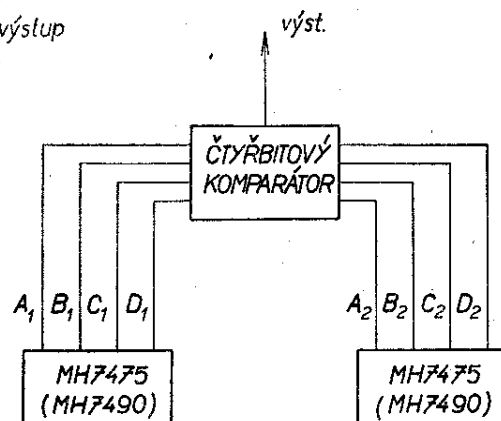 výstup
výst.
ČTYŘBITOVÝ
KOMPARÁTOR
A₁ B₁ C₁ D₁
A₂ B₂ C₂ D₂
MH7475
(MH7490)
MH7475
(MH7490)